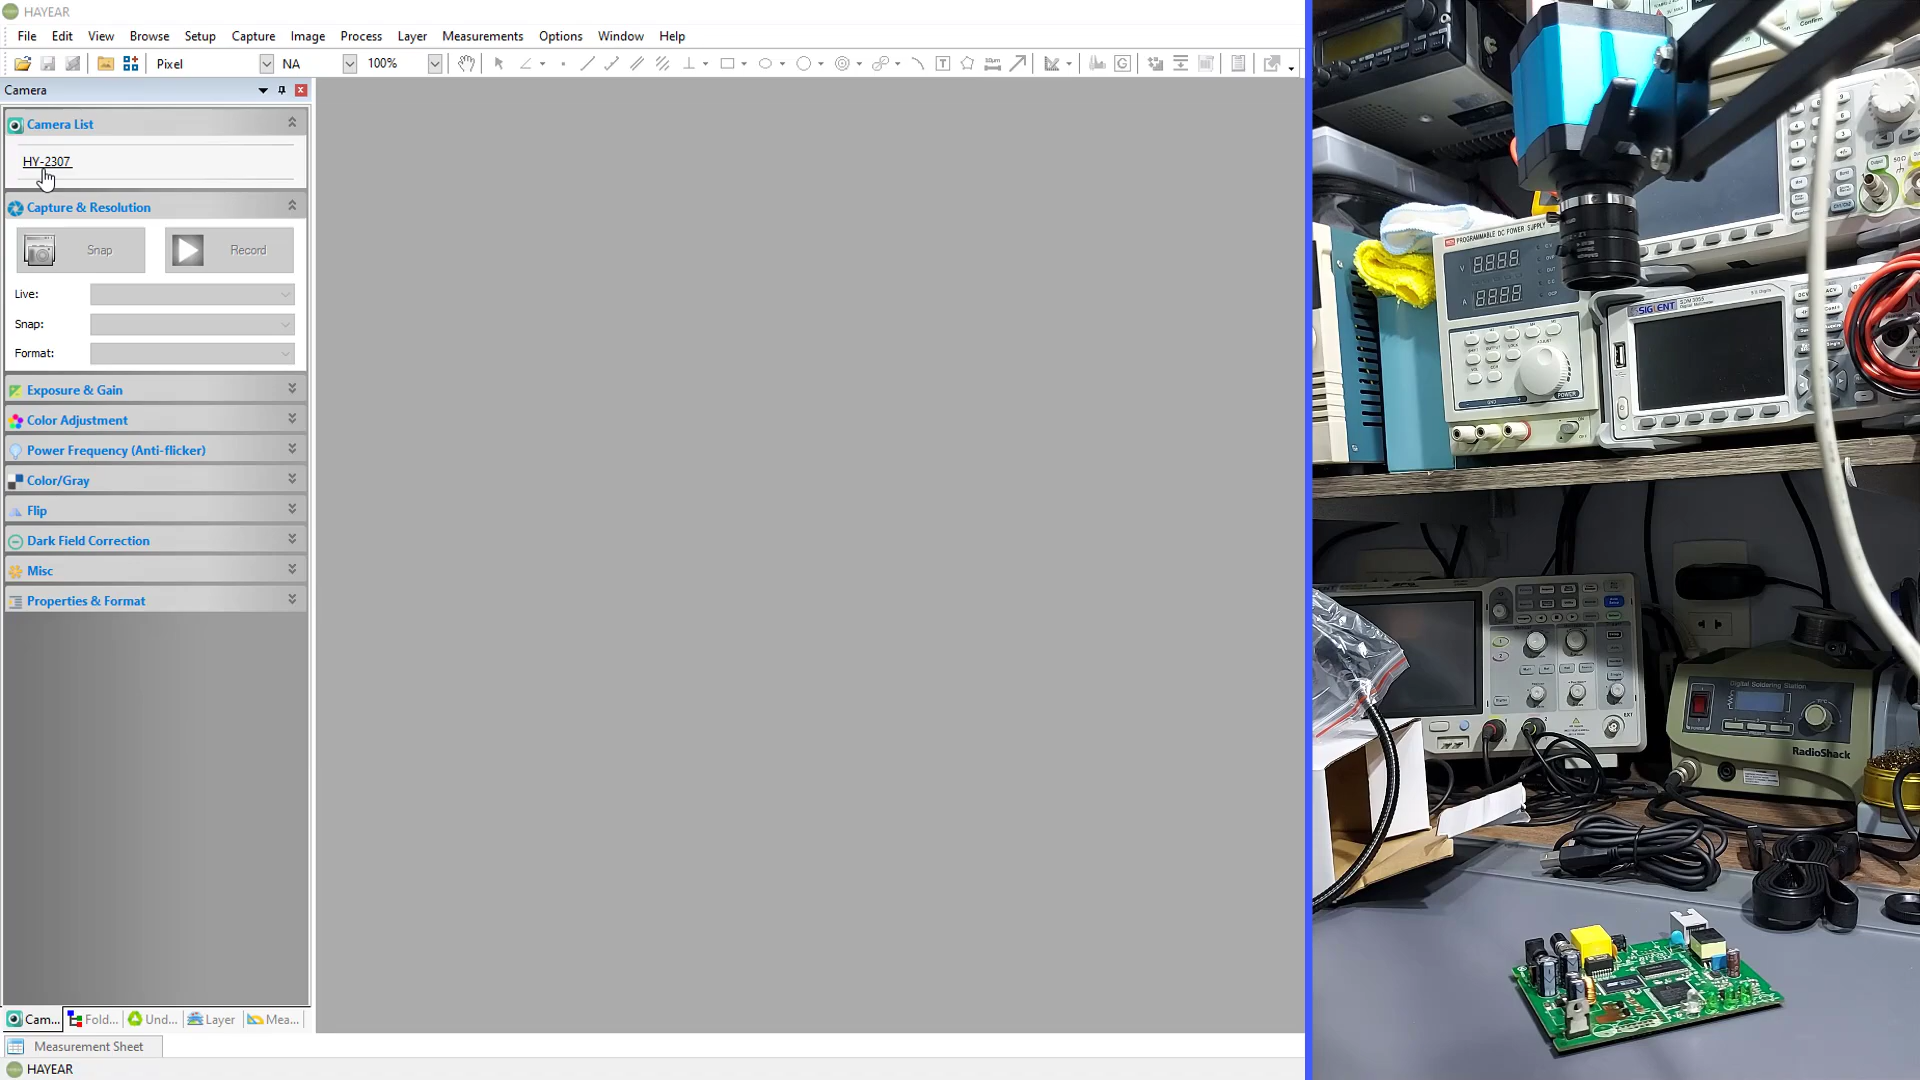 HAYEAR
File Edit View Browse Setup Capture Image Process Layer Measurements Options Window Help
Pixel NA 100%
Camera
Camera List
HY-2307
Capture & Resolution
Snap Record
Live:
Snap:
Format:
Exposure & Gain
Color Adjustment
Power Frequency (Anti-flicker)
Color/Gray
Flip
Dark Field Correction
Misc
Properties & Format
Cam... Fold... Und... Layer Mea...
Measurement Sheet
HAYEAR
PROGRAMMABLE DC POWER SUPPLY
V
A
POWER
SIGLENT
EXT
Digital Soldering Station
RadioShack